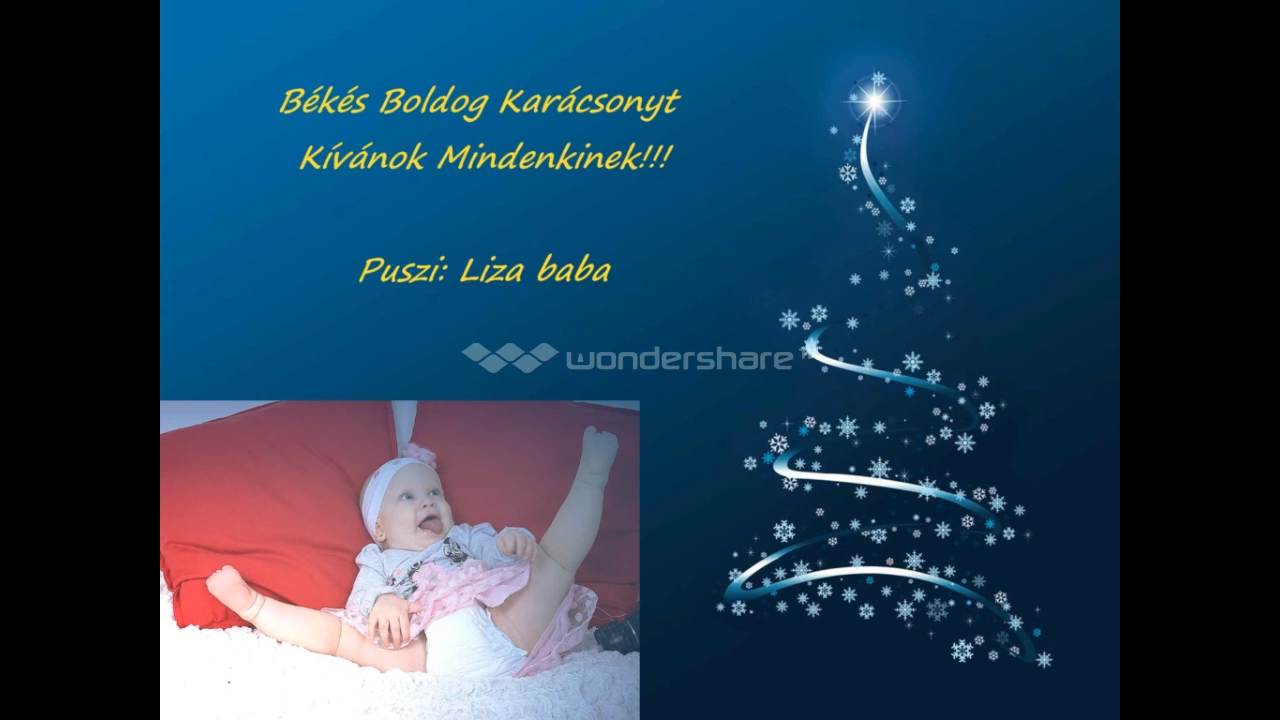 Békés Boldog Karácsonyt
Kívánok Mindenkinek!!!
Puszi: Liza baba
wondershare